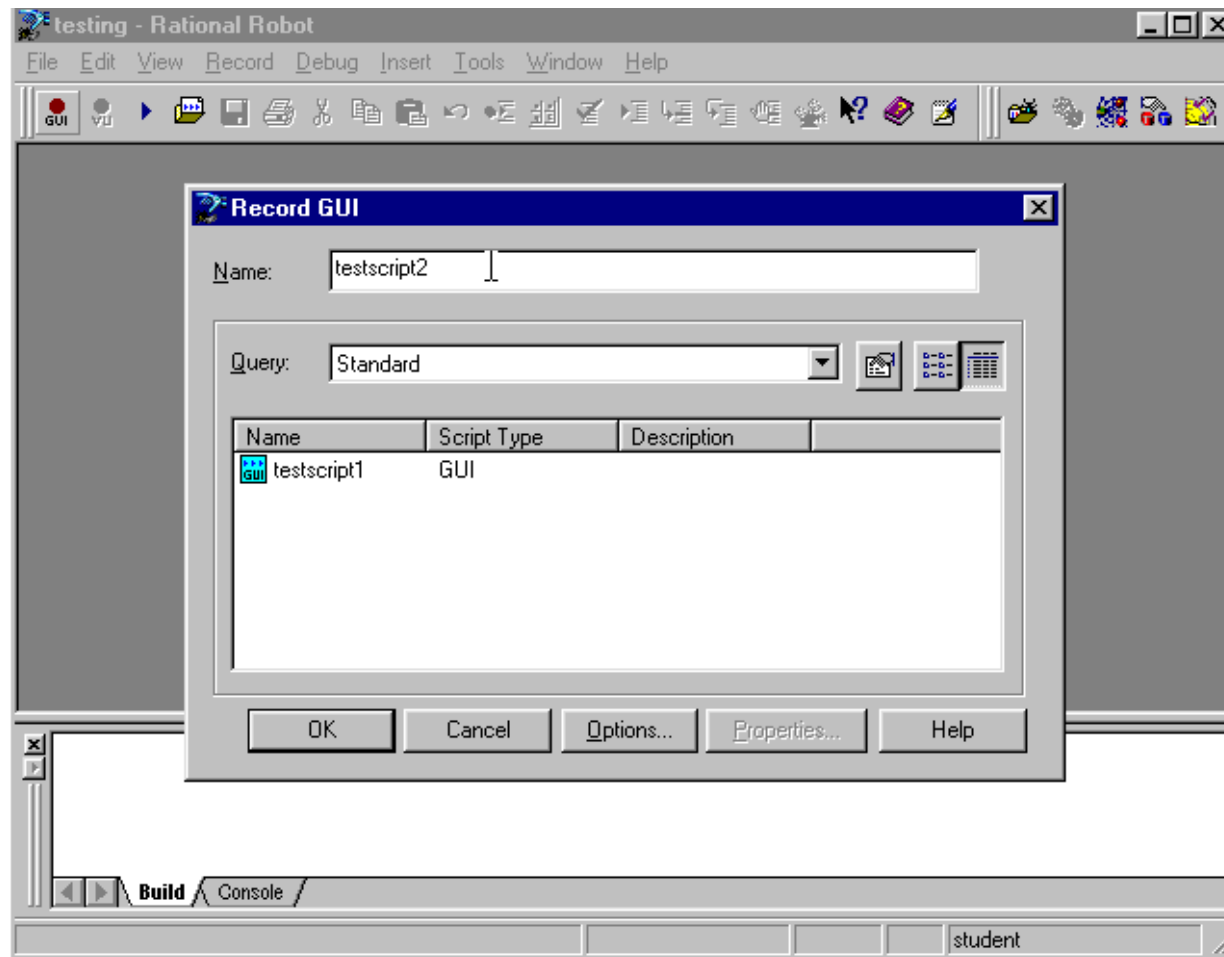 testing - Rational Robot
File Edit View Record Debug Insert Tools Window Help
GUI VU
Record GUI
Name: testscript2
Query: Standard
Name Script Type Description
GUI testscript1 GUI
OK Cancel Options... Properties... Help
Build Console
student